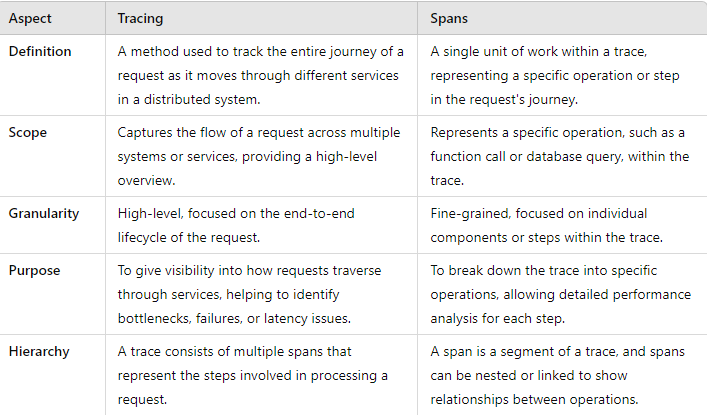 Aspect Tracing Spans
Definition A method used to track the entire journey of a A single unit of work within a trace,
request as it moves through different services representing a specific operation or step
in a distributed system. in the request's journey.
Scope Captures the flow of a request across multiple Represents a specific operation, such as a
systems or services, providing a high-level function call or database query, within the
overview. trace.
Granularity High-level, focused on the end-to-end Fine-grained, focused on individual
lifecycle of the request. components or steps within the trace.
Purpose To give visibility into how requests traverse To break down the trace into specific
through services, helping to identify operations, allowing detailed performance
bottlenecks, failures, or latency issues. analysis for each step.
Hierarchy A trace consists of multiple spans that A span is a segment of a trace, and spans
represent the steps involved in processing a can be nested or linked to show
request. relationships between operations.